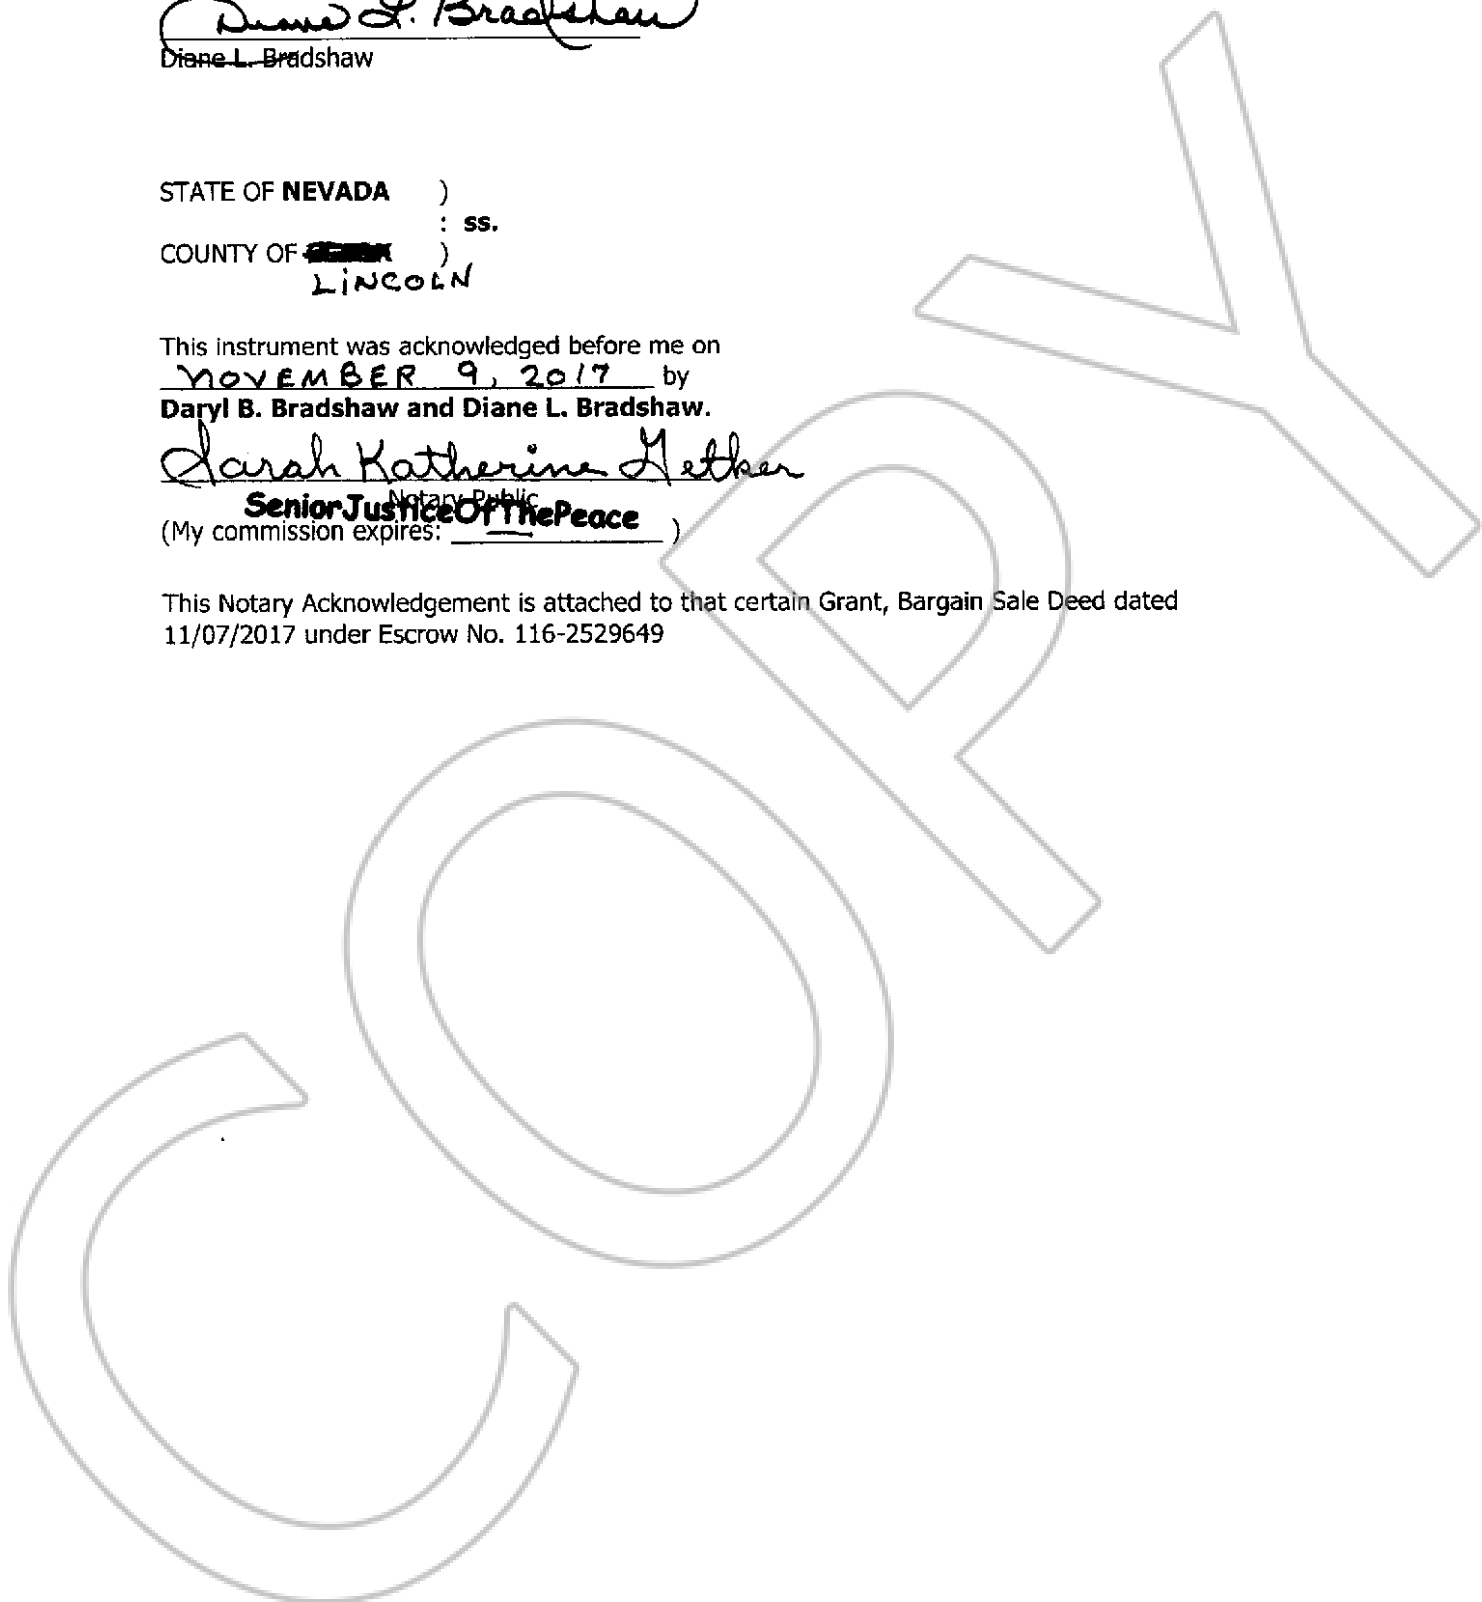 Diane L. Bradshaw
Diane L. Bradshaw
STATE OF NEVADA )
: ss.
COUNTY OF )
LINCOLN
This instrument was acknowledged before me on
NOVEMBER 9, 2017 by
Daryl B. Bradshaw and Diane L. Bradshaw.
Sarah Katherine Getker
Notary Public
Senior Justice Of The Peace
(My commission expires: — )
This Notary Acknowledgement is attached to that certain Grant, Bargain Sale Deed dated
11/07/2017 under Escrow No. 116-2529649
COPY